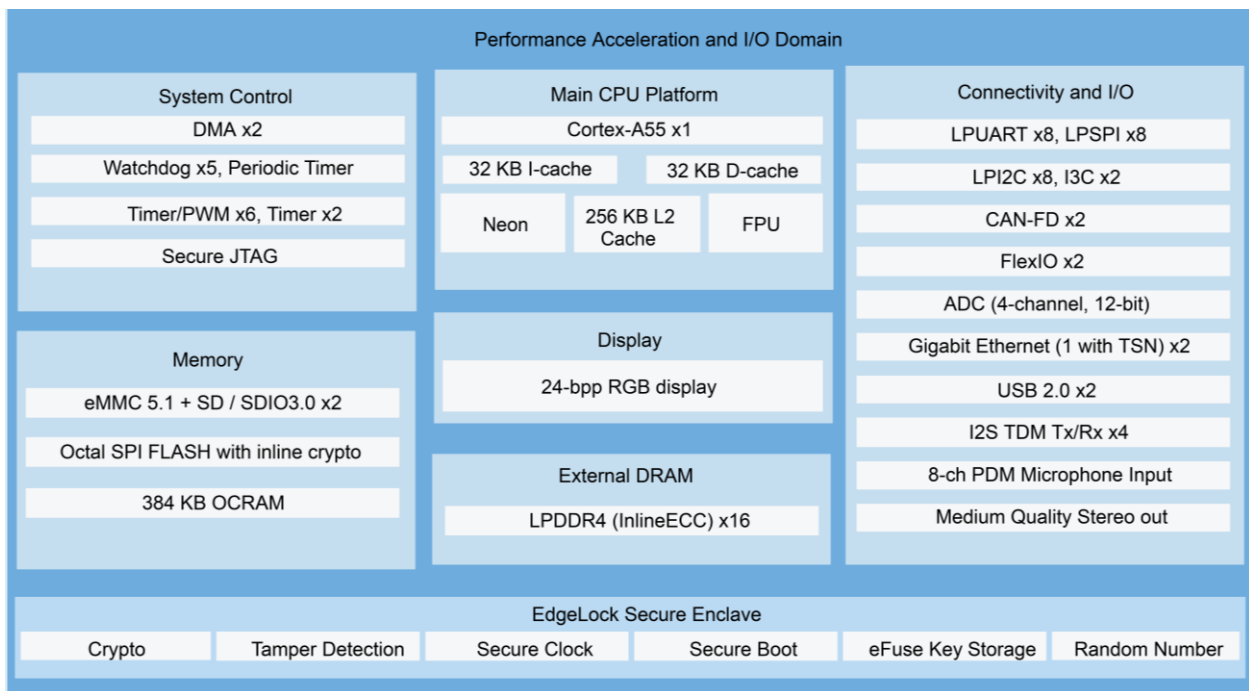 Performance Acceleration and I/O Domain
System Control
DMA x2
Watchdog x5, Periodic Timer
Timer/PWM x6, Timer x2
Secure JTAG
Memory
eMMC 5.1 + SD / SDIO3.0 x2
Octal SPI FLASH with inline crypto
384 KB OCRAM
Main CPU Platform
Cortex-A55 x1
32 KB I-cache
32 KB D-cache
Neon
256 KB L2
Cache
FPU
Display
24-bpp RGB display
External DRAM
LPDDR4 (InlineECC) x16
Connectivity and I/O
LPUART x8, LPSPI x8
LPI2C x8, I3C x2
CAN-FD x2
FlexIO x2
ADC (4-channel, 12-bit)
Gigabit Ethernet (1 with TSN) x2
USB 2.0 x2
I2S TDM Tx/Rx x4
8-ch PDM Microphone Input
Medium Quality Stereo out
EdgeLock Secure Enclave
Crypto
Tamper Detection
Secure Clock
Secure Boot
eFuse Key Storage
Random Number